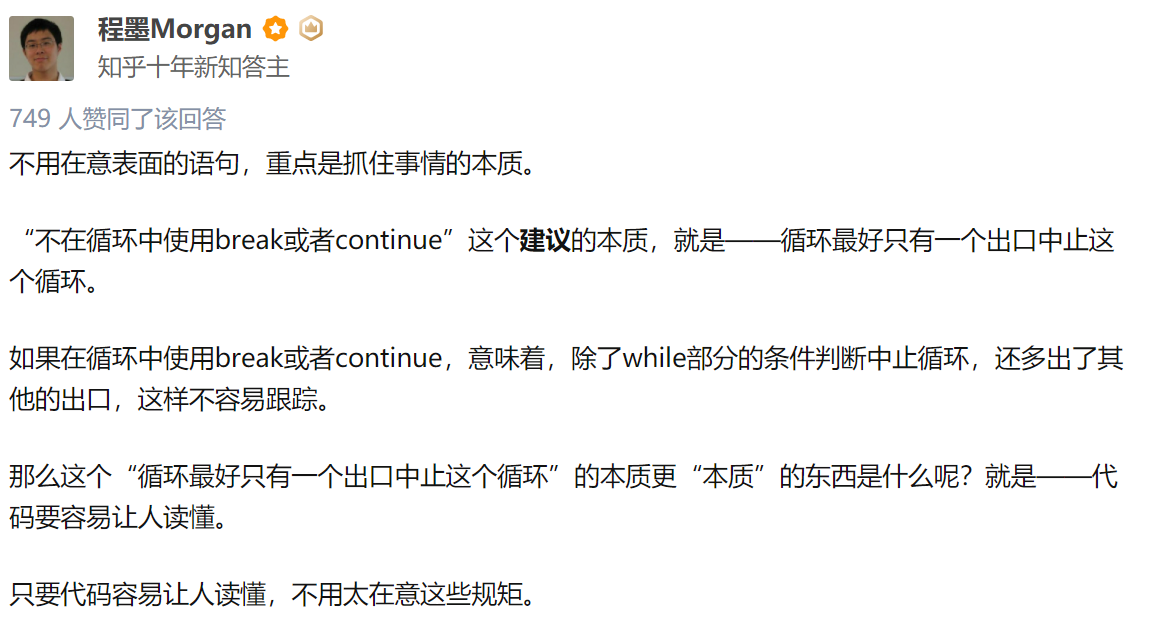 程墨Morgan
知乎十年新知答主
749 人赞同了该回答
不用在意表面的语句，重点是抓住事情的本质。
“不在循环中使用break或者continue”这个建议的本质，就是——循环最好只有一个出口中止这
个循环。
如果在循环中使用break或者continue，意味着，除了while部分的条件判断中止循环，还多出了其
他的出口，这样不容易跟踪。
那么这个“循环最好只有一个出口中止这个循环”的本质更“本质”的东西是什么呢？就是——代
码要容易让人读懂。
只要代码容易让人读懂，不用太在意这些规矩。